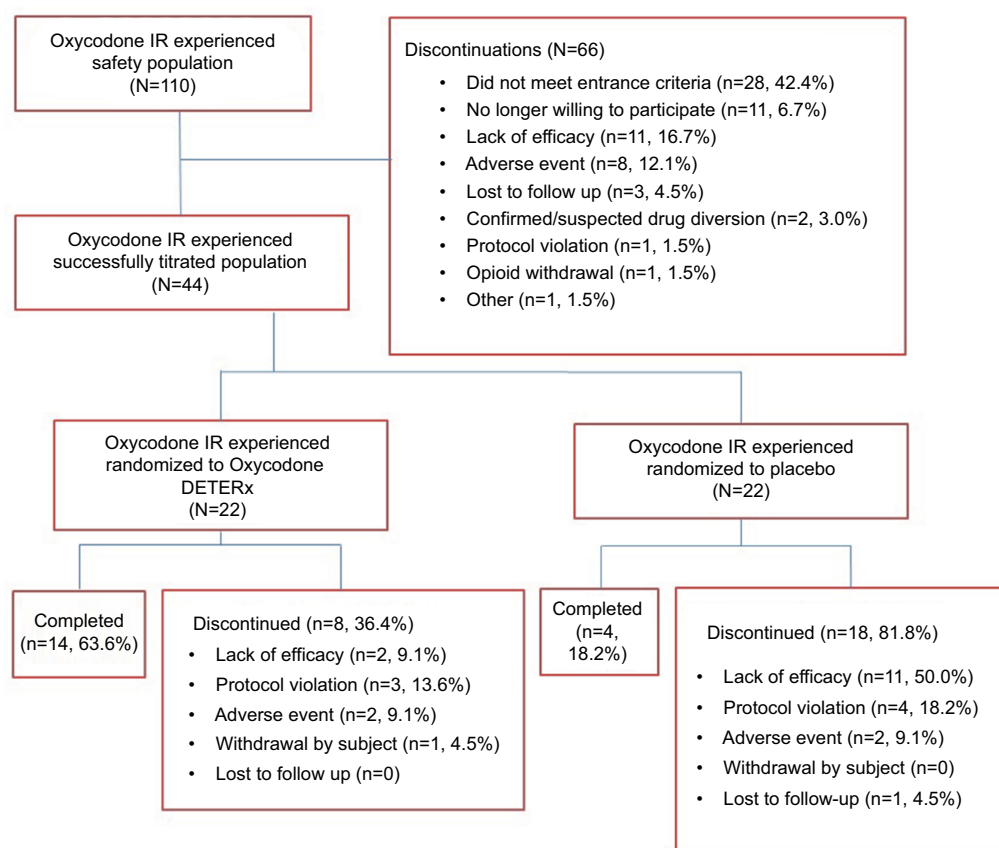 Oxycodone IR experienced
safety population
(N=110)
Discontinuations (N=66)
• Did not meet entrance criteria (n=28, 42.4%)
• No longer willing to participate (n=11, 6.7%)
• Lack of efficacy (n=11, 16.7%)
• Adverse event (n=8, 12.1%)
• Lost to follow up (n=3, 4.5%)
• Confirmed/suspected drug diversion (n=2, 3.0%)
• Protocol violation (n=1, 1.5%)
• Opioid withdrawal (n=1, 1.5%)
• Other (n=1, 1.5%)
Oxycodone IR experienced
successfully titrated population
(N=44)
Oxycodone IR experienced
randomized to Oxycodone
DETERx
(N=22)
Oxycodone IR experienced
randomized to placebo
(N=22)
Completed
(n=14, 63.6%)
Discontinued (n=8, 36.4%)
• Lack of efficacy (n=2, 9.1%)
• Protocol violation (n=3, 13.6%)
• Adverse event (n=2, 9.1%)
• Withdrawal by subject (n=1, 4.5%)
• Lost to follow up (n=0)
Completed
(n=4,
18.2%)
Discontinued (n=18, 81.8%)
• Lack of efficacy (n=11, 50.0%)
• Protocol violation (n=4, 18.2%)
• Adverse event (n=2, 9.1%)
• Withdrawal by subject (n=0)
• Lost to follow-up (n=1, 4.5%)